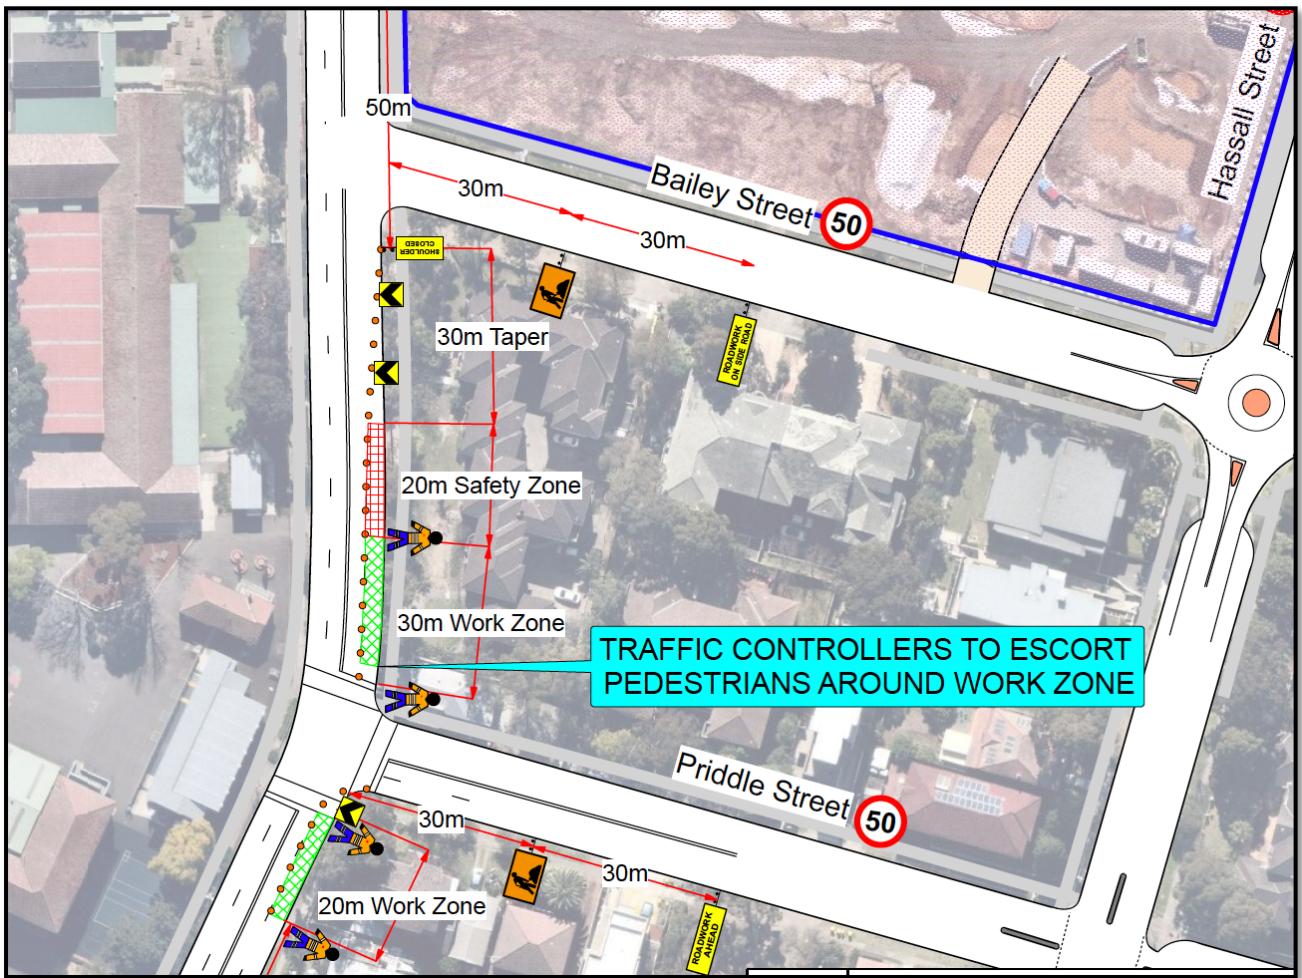 Hassall Street
50m
Bailey Street
50
30m
30m
SHOULDER
CLOSED
30m Taper
ROADWORK
ON SIDE ROAD
20m Safety Zone
30m Work Zone
TRAFFIC CONTROLLERS TO ESCORT
PEDESTRIANS AROUND WORK ZONE
Priddle Street
50
30m
30m
20m Work Zone
ROADWORK
AHEAD